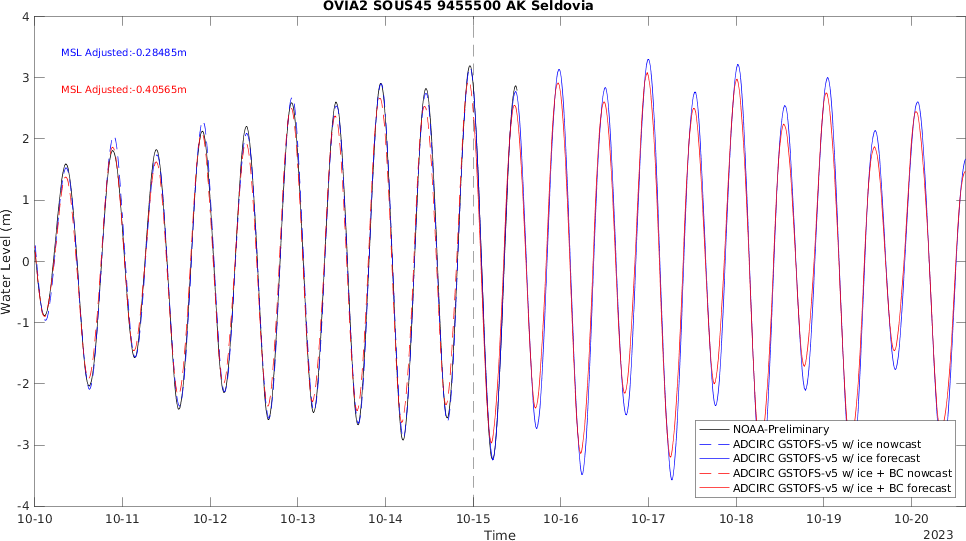 OVIA2 SOUS45 9455500 AK Seldovia
MSL Adjusted:-0.28485m
MSL Adjusted:-0.40565m
Water Level (m)
4
3
2
1
0
-1
-2
-3
-4
NOAA-Preliminary
ADCIRC GSTOFS-v5 w/ ice nowcast
ADCIRC GSTOFS-v5 w/ ice forecast
ADCIRC GSTOFS-v5 w/ ice + BC nowcast
ADCIRC GSTOFS-v5 w/ ice + BC forecast
10-10 10-11 10-12 10-13 10-14 10-15 10-16 10-17 10-18 10-19 10-20
Time
2023